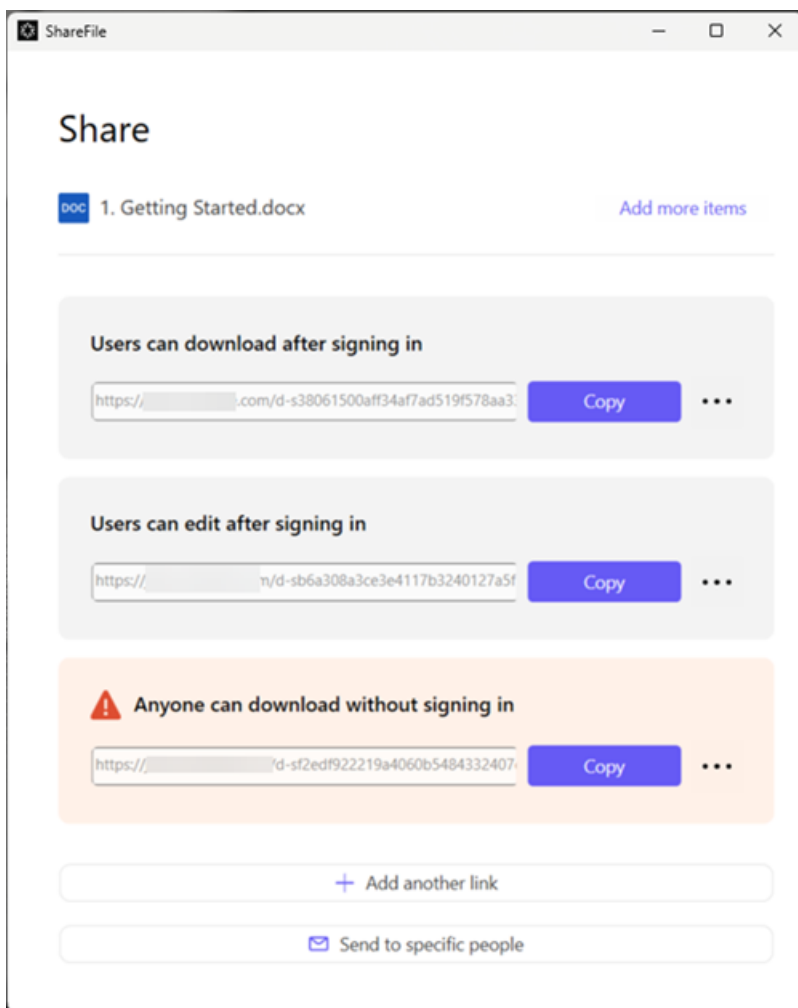 ShareFile
Share
DOC 1. Getting Started.docx Add more items
Users can download after signing in
https:// .com/d-s38061500aff34af7ad519f578aa3 Copy
Users can edit after signing in
https:// /d-sb6a308a3ce3e4117b3240127a5f Copy
Anyone can download without signing in
https:// /d-sf2edf922219a4060b5484332407 Copy
Add another link
Send to specific people